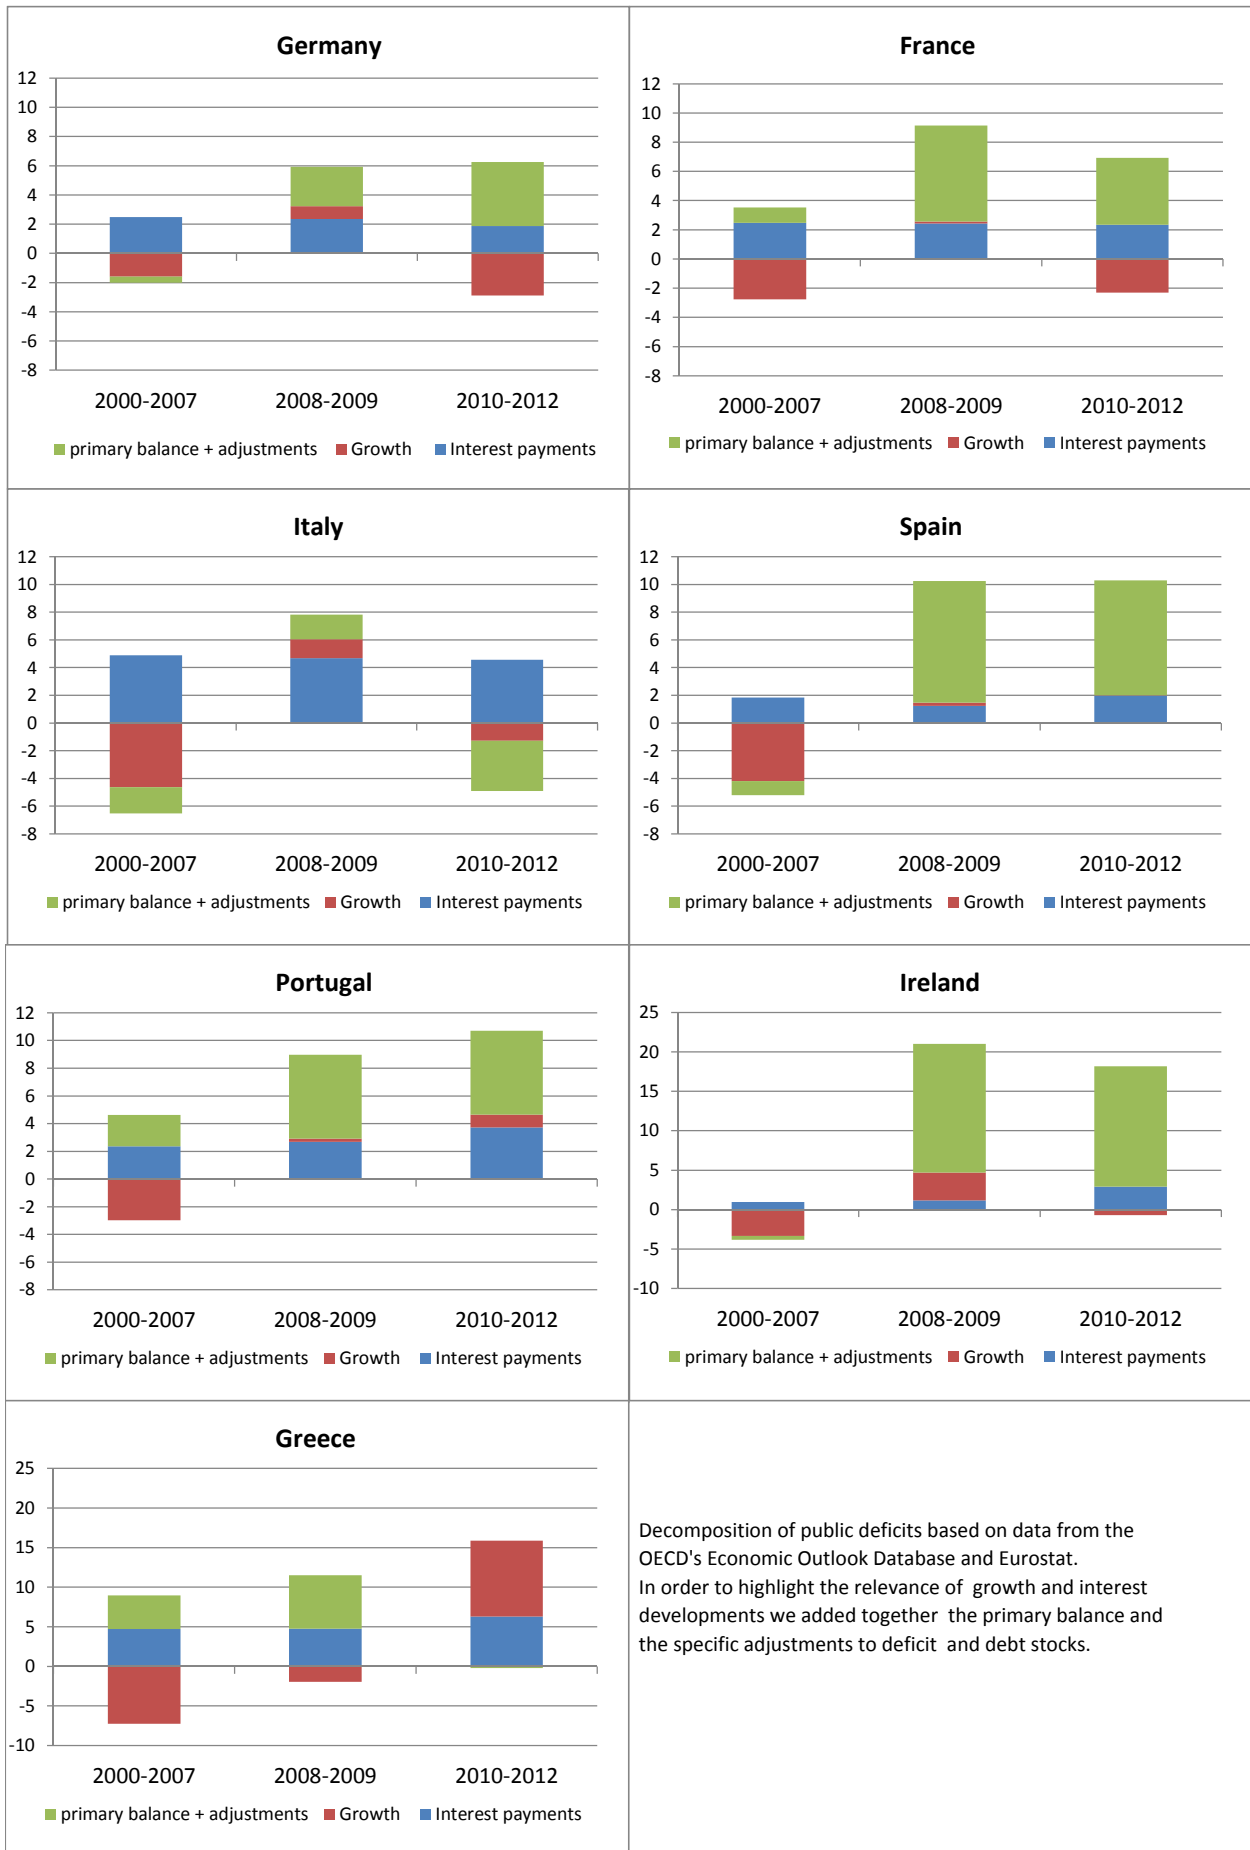 Germany
12
10
8
6
4
2
0
-2
-4
-6
-8
2000-2007 2008-2009 2010-2012
primary balance + adjustments Growth Interest payments
France
12
10
8
6
4
2
0
-2
-4
-6
-8
2000-2007 2008-2009 2010-2012
primary balance + adjustments Growth Interest payments
Italy
12
10
8
6
4
2
0
-2
-4
-6
-8
2000-2007 2008-2009 2010-2012
primary balance + adjustments Growth Interest payments
Spain
12
10
8
6
4
2
0
-2
-4
-6
-8
2000-2007 2008-2009 2010-2012
primary balance + adjustments Growth Interest payments
Portugal
12
10
8
6
4
2
0
-2
-4
-6
-8
2000-2007 2008-2009 2010-2012
primary balance + adjustments Growth Interest payments
Ireland
25
20
15
10
5
0
-5
-10
2000-2007 2008-2009 2010-2012
primary balance + adjustments Growth Interest payments
Greece
25
20
15
10
5
0
-5
-10
2000-2007 2008-2009 2010-2012
primary balance + adjustments Growth Interest payments
Decomposition of public deficits based on data from the
OECD's Economic Outlook Database and Eurostat.
In order to highlight the relevance of growth and interest
developments we added together the primary balance and
the specific adjustments to deficit and debt stocks.